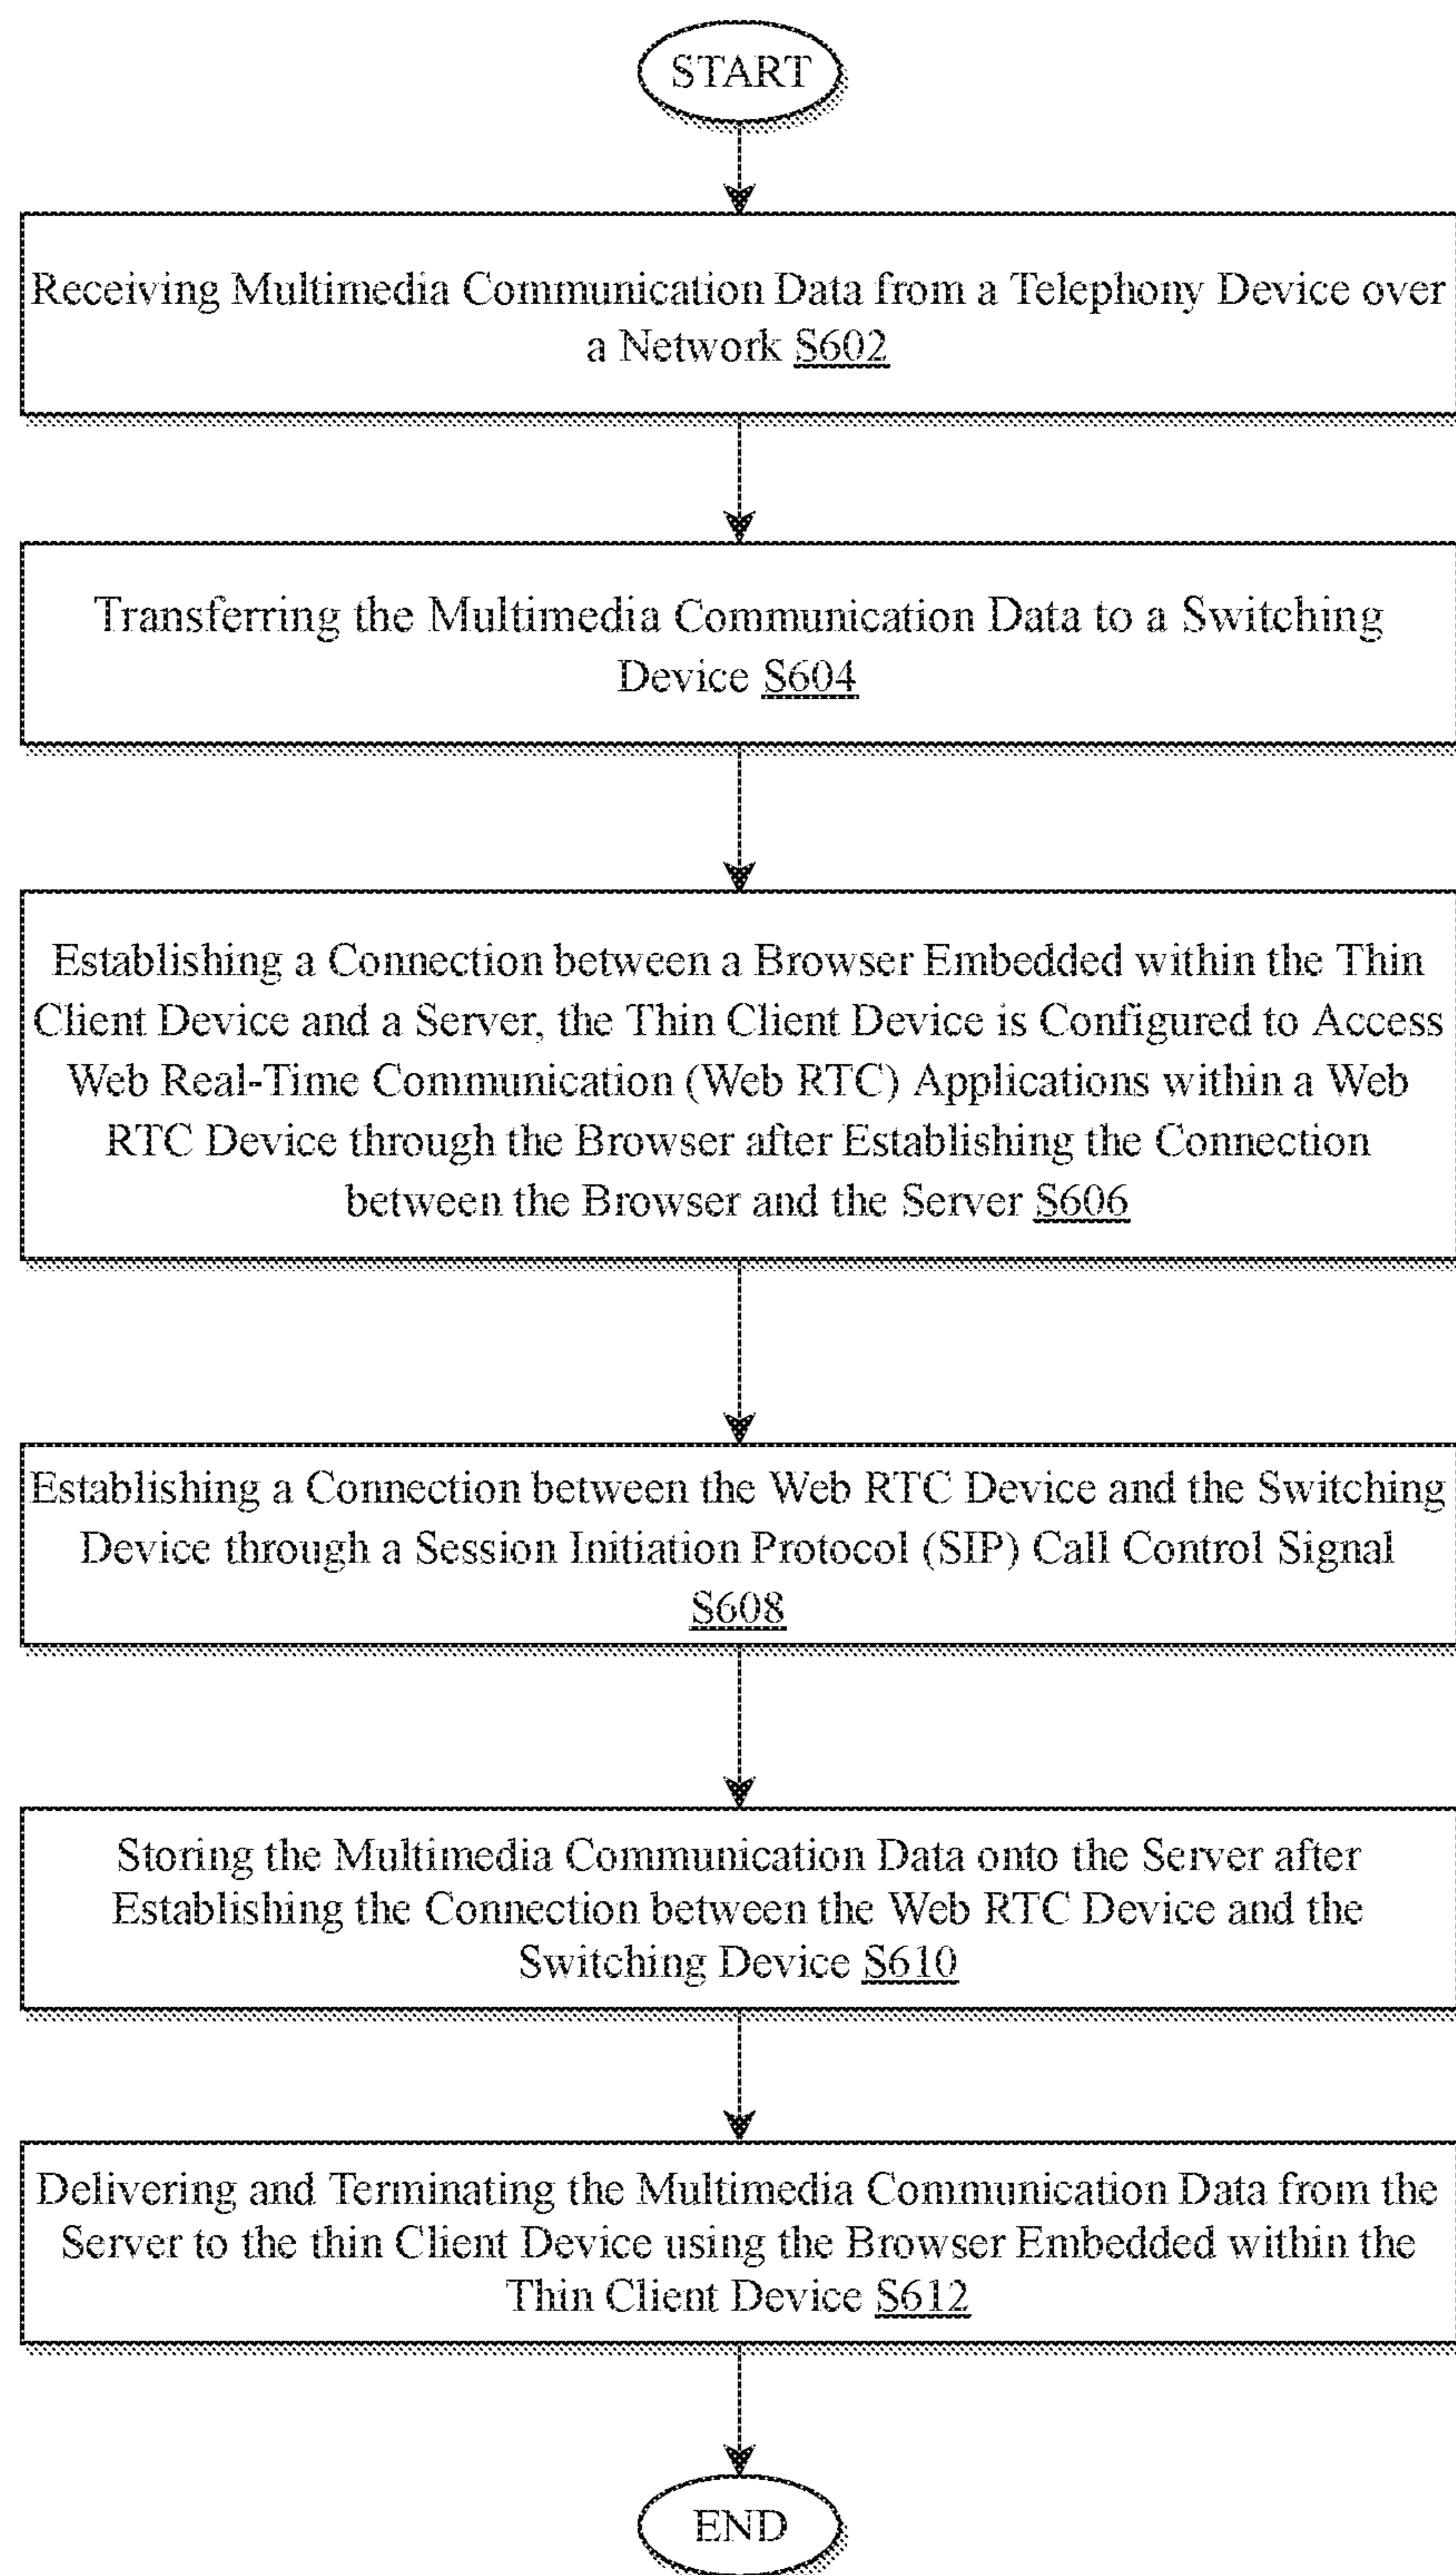 START
Receiving Multimedia Communication Data from a Telephony Device over
a Network S602
Transferring the Multimedia Communication Data to a Switching
Device S604
Establishing a Connection between a Browser Embedded within the Thin
Client Device and a Server, the Thin Client Device is Configured to Access
Web Real-Time Communication (Web RTC) Applications within a Web
RTC Device through the Browser after Establishing the Connection
between the Browser and the Server S606
Establishing a Connection between the Web RTC Device and the Switching
Device through a Session Initiation Protocol (SIP) Call Control Signal
S608
Storing the Multimedia Communication Data onto the Server after
Establishing the Connection between the Web RTC Device and the
Switching Device S610
Delivering and Terminating the Multimedia Communication Data from the
Server to the thin Client Device using the Browser Embedded within the
Thin Client Device S612
END